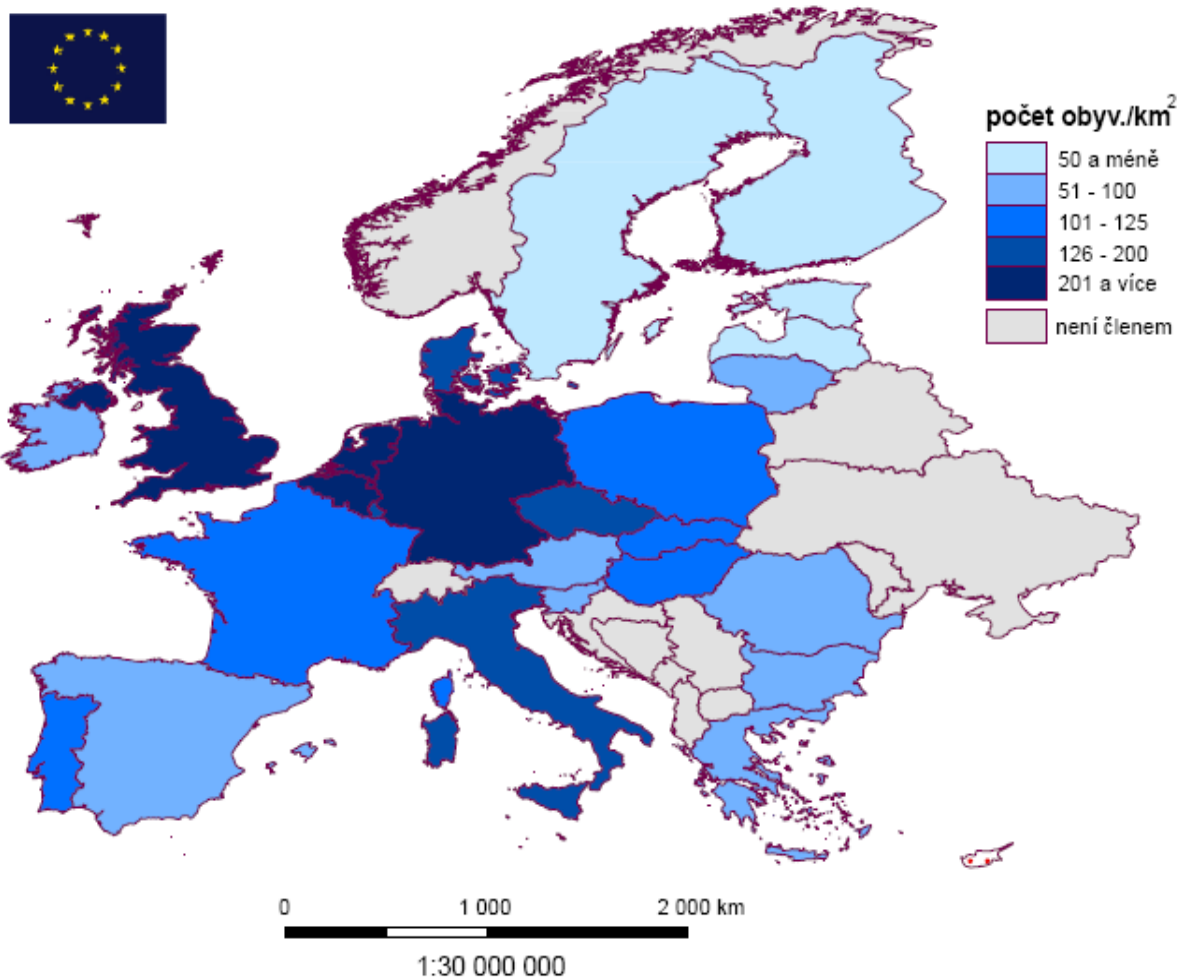 počet obyv./km²
50 a méně
51 - 100
101 - 125
126 - 200
201 a více
není členem
0 1 000 2 000 km
1:30 000 000